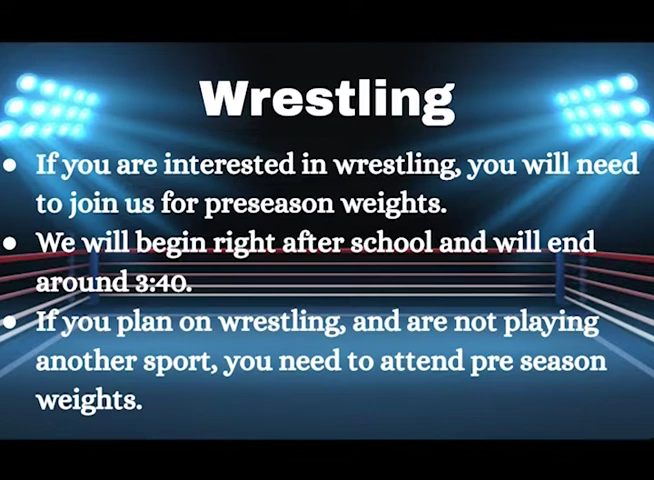 Wrestling
● If you are interested in wrestling, you will need
to join us for preseason weights.
● We will begin right after school and will end
around 3:40.
● If you plan on wrestling, and are not playing
another sport, you need to attend pre season
weights.